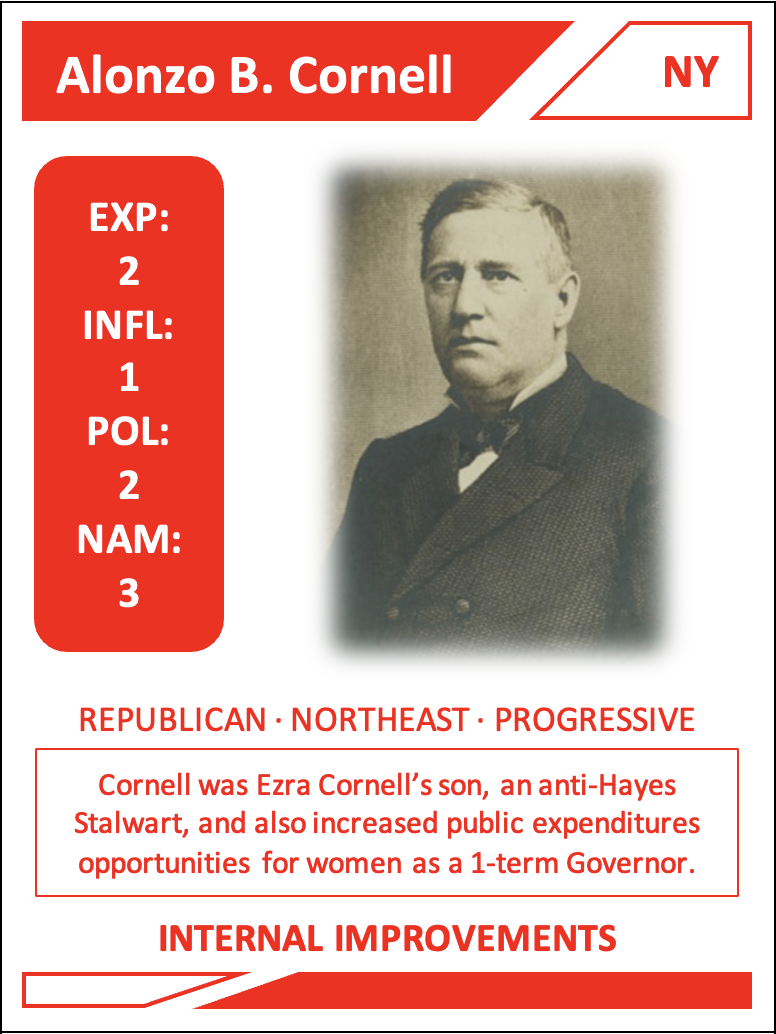 Alonzo B. Cornell
NY
EXP:
2
INFL:
1
POL:
2
NAM:
3
REPUBLICAN · NORTHEAST · PROGRESSIVE
Cornell was Ezra Cornell’s son, an anti-Hayes
Stalwart, and also increased public expenditures
opportunities for women as a 1-term Governor.
INTERNAL IMPROVEMENTS